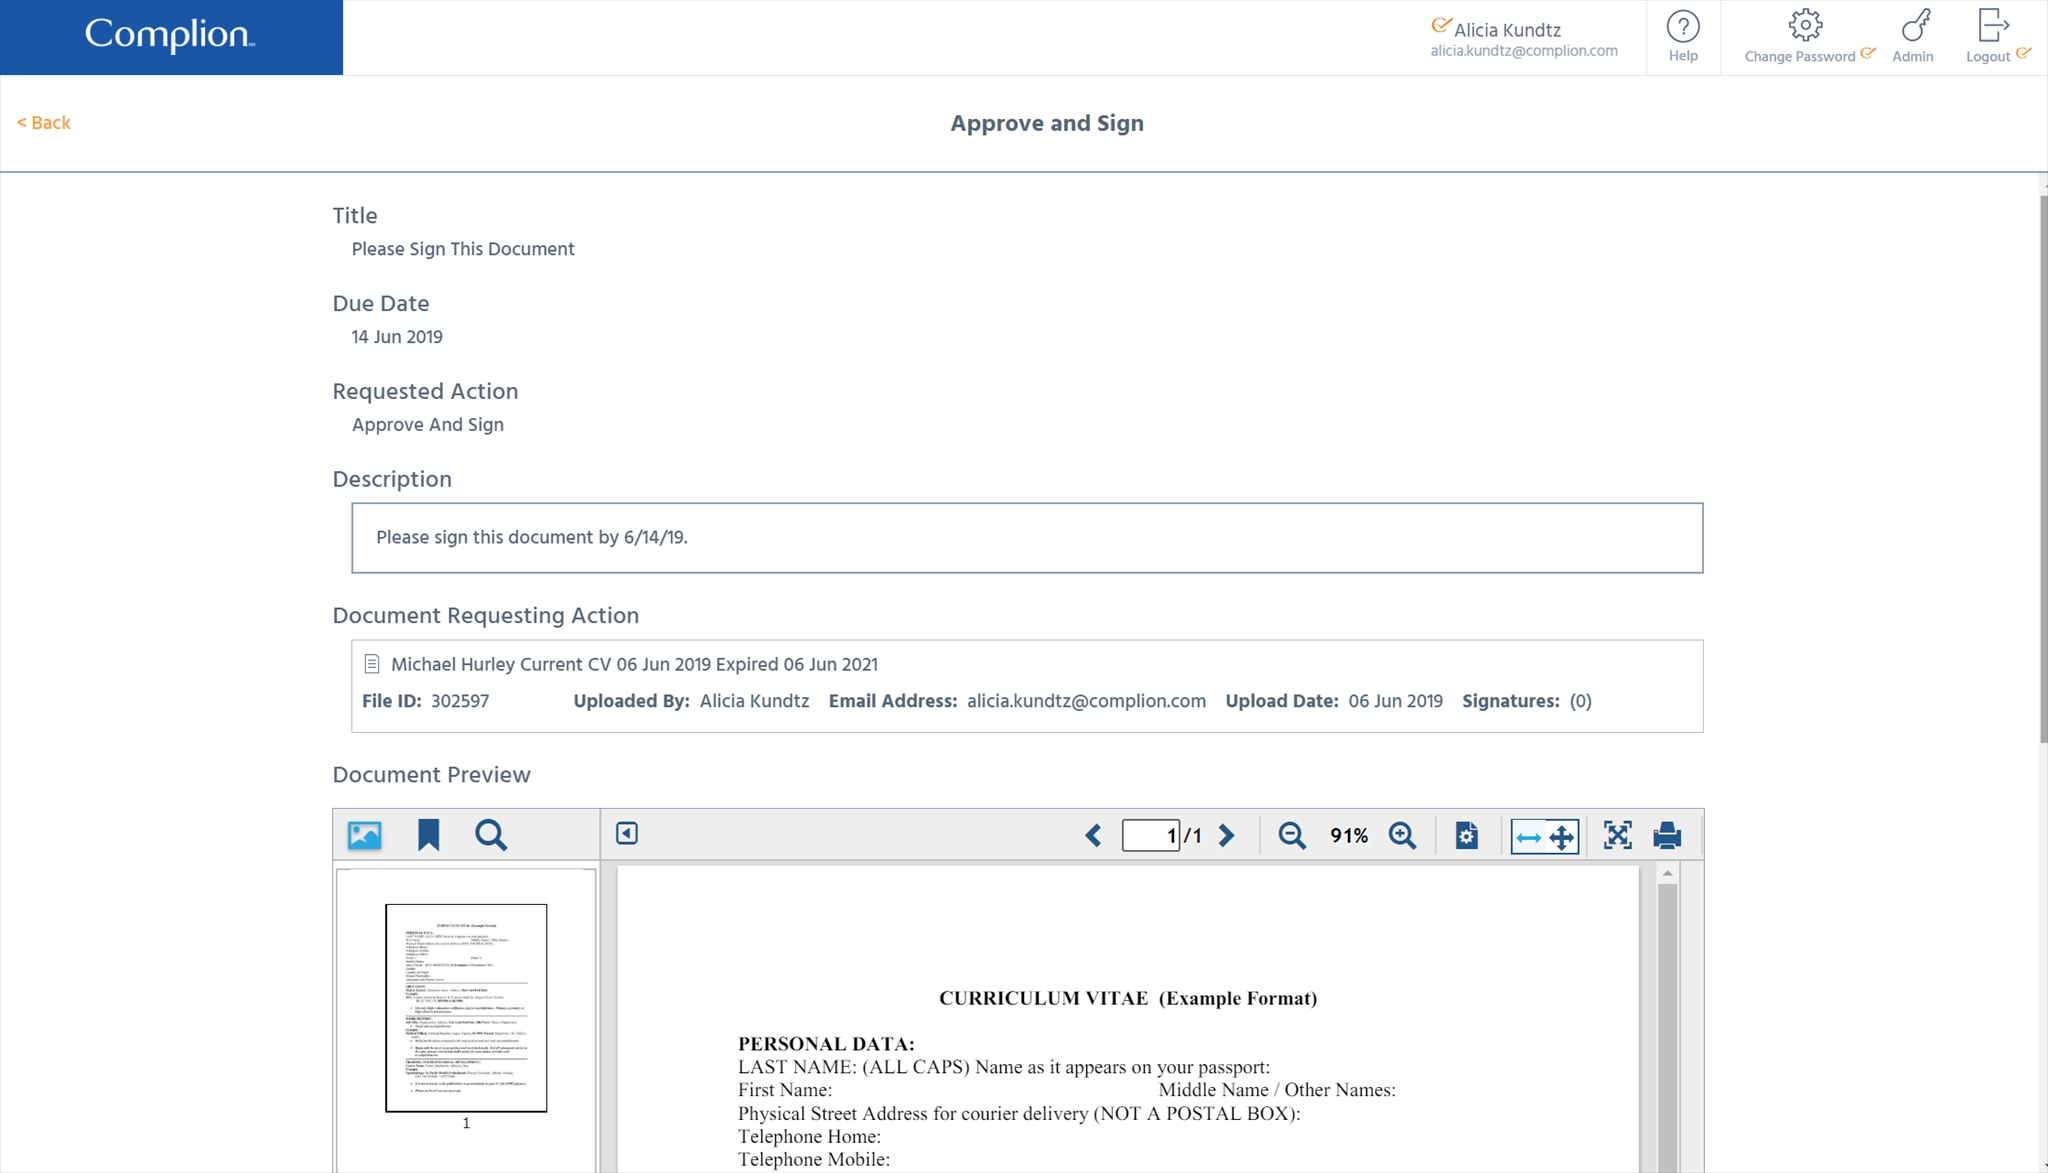 Complion
Alicia Kundtz
alicia.kundtz@complion.com
Help
Change Password
Admin
Logout
< Back
Approve and Sign
Title
Please Sign This Document
Due Date
14 Jun 2019
Requested Action
Approve And Sign
Description
Please sign this document by 6/14/19.
Document Requesting Action
Michael Hurley Current CV 06 Jun 2019 Expired 06 Jun 2021
File ID: 302597 Uploaded By: Alicia Kundtz Email Address: alicia.kundtz@complion.com Upload Date: 06 Jun 2019 Signatures: (0)
Document Preview
1 /1 91%
1
CURRICULUM VITAE (Example Format)
PERSONAL DATA:
LAST NAME: (ALL CAPS) Name as it appears on your passport:
First Name: Middle Name / Other Names:
Physical Street Address for courier delivery (NOT A POSTAL BOX):
Telephone Home:
Telephone Mobile: